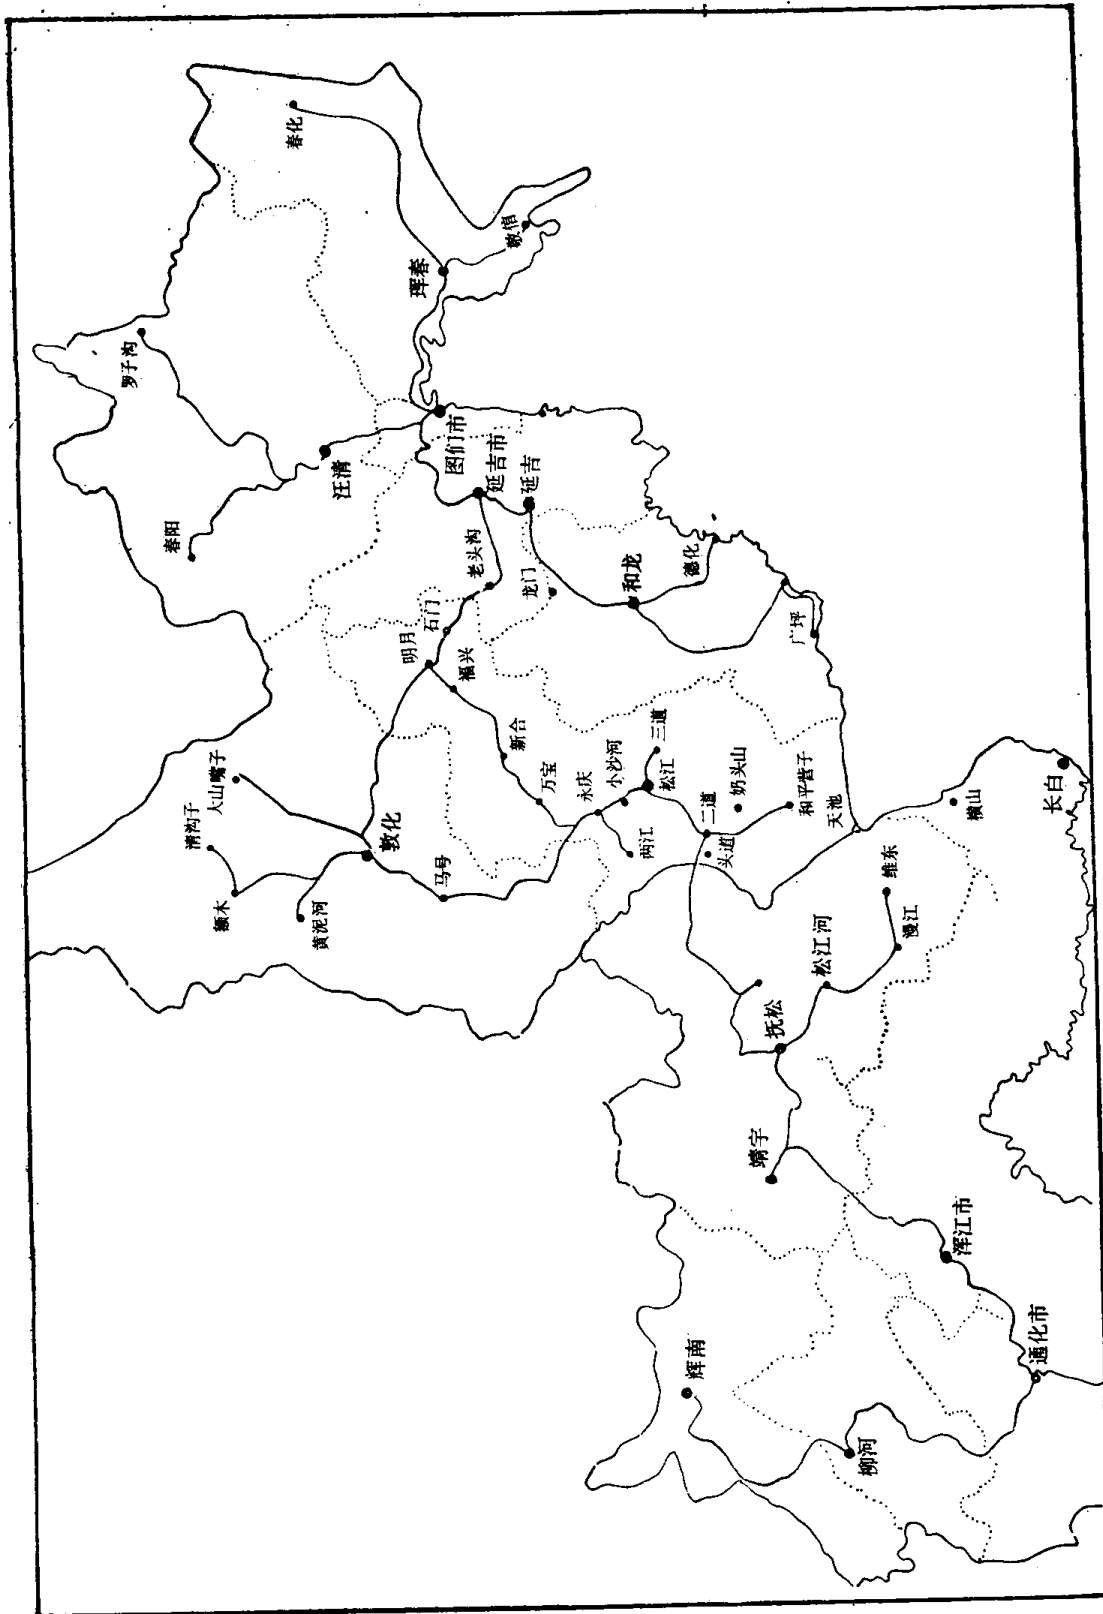 春化
敬信
珲春
罗子沟
汪清
春阳
图们市
延吉市
延吉
老头沟
龙门
石门
明月
福兴
和龙
德化
广坪
新合
万宝
永庆
小沙河
三道
松江
两江
二道
头道
奶头山
和平营子
天池
大山嘴子
清沟子
额木
黄泥河
敦化
马号
横山
长白
维东
漫江
松江河
抚松
靖宇
浑江市
通化市
辉南
柳河